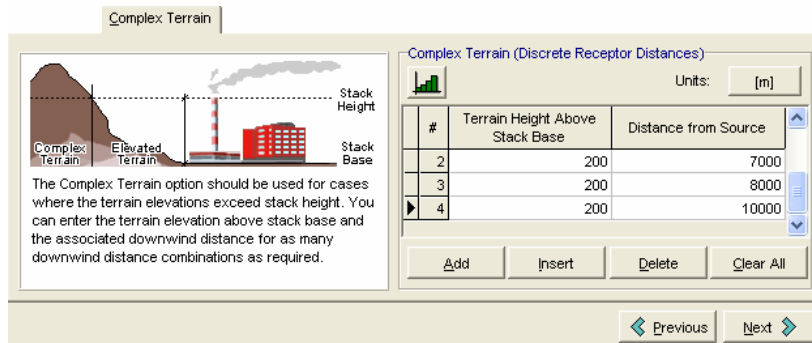 Complex Terrain
Stack
Height
Complex
Terrain
Elevated
Terrain
Stack
Base
The Complex Terrain option should be used for cases
where the terrain elevations exceed stack height. You
can enter the terrain elevation above stack base and
the associated downwind distance for as many
downwind distance combinations as required.
Complex Terrain (Discrete Receptor Distances)
Units: [m]
# Terrain Height Above Stack Base Distance from Source
2 200 7000
3 200 8000
4 200 10000
Add Insert Delete Clear All
Previous Next